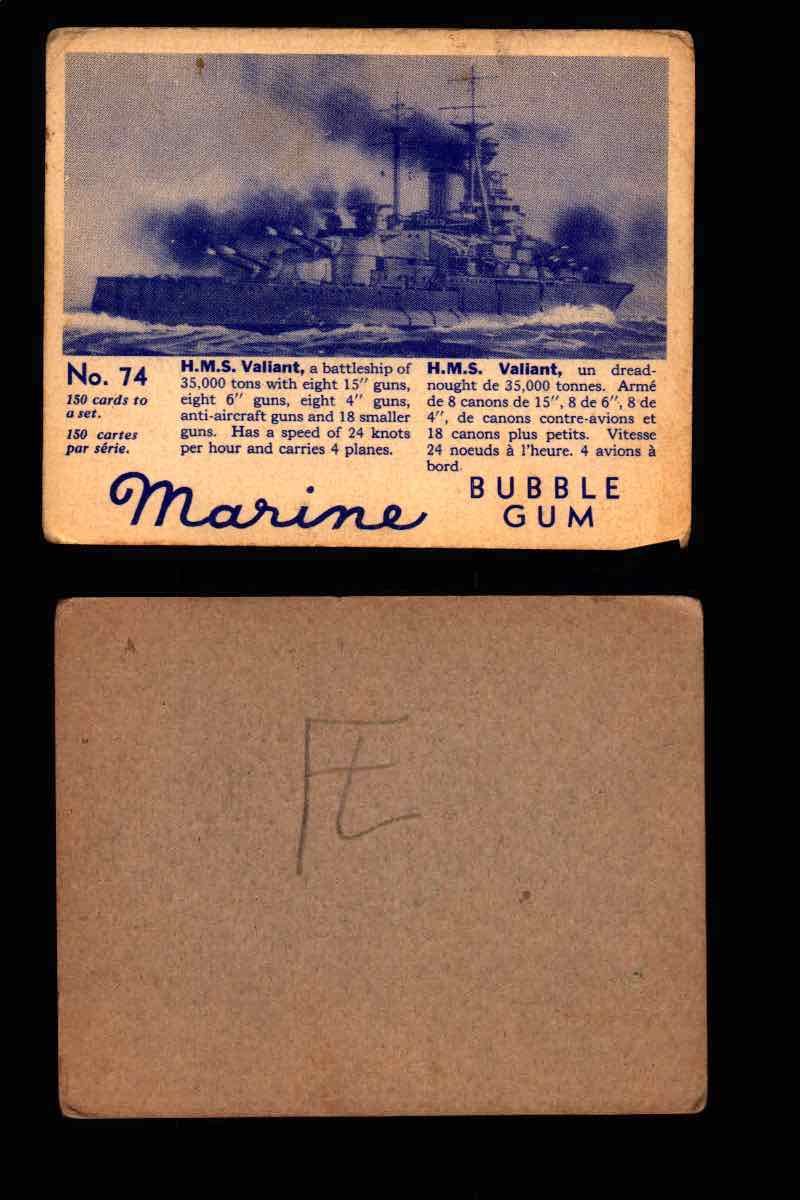 No. 74
150 cards to
a set.
150 cartes
par série.
H.M.S. Valiant, a battleship of
35,000 tons with eight 15″ guns,
eight 6″ guns, eight 4″ guns,
anti-aircraft guns and 18 smaller
guns. Has a speed of 24 knots
per hour and carries 4 planes.
H.M.S. Valiant, un dread-
nought de 35,000 tonnes. Armé
de 8 canons de 15″, 8 de 6″, 8 de
4″, de canons contre-avions et
18 canons plus petits. Vitesse
24 noeuds à l'heure. 4 avions à
bord.
Marine
BUBBLE
GUM